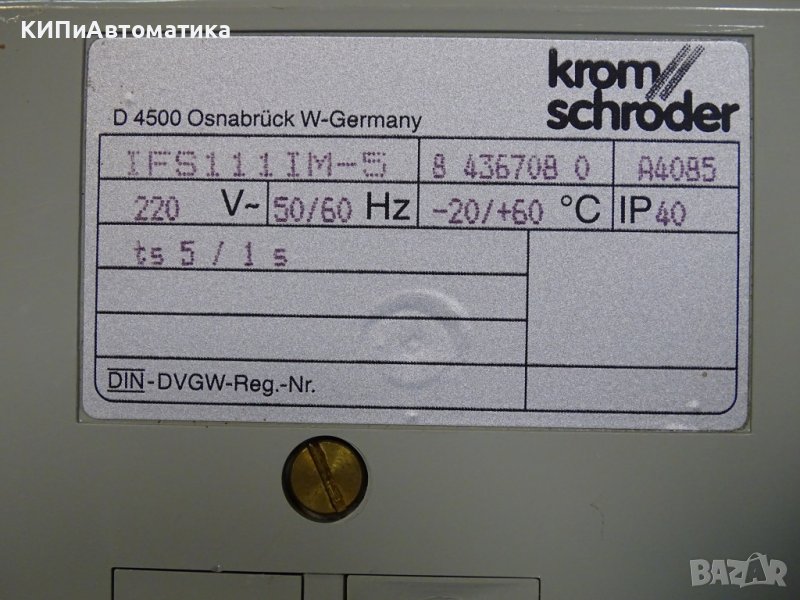 КИПиАвтоматика
krom//
schroder
D 4500 Osnabrück W-Germany
IFS111IM-5 8 436708 0 A4085
220 V~ 50/60 Hz -20/+60 °C IP40
ts 5 / 1 s
DIN-DVGW-Reg.-Nr.
BAZAR